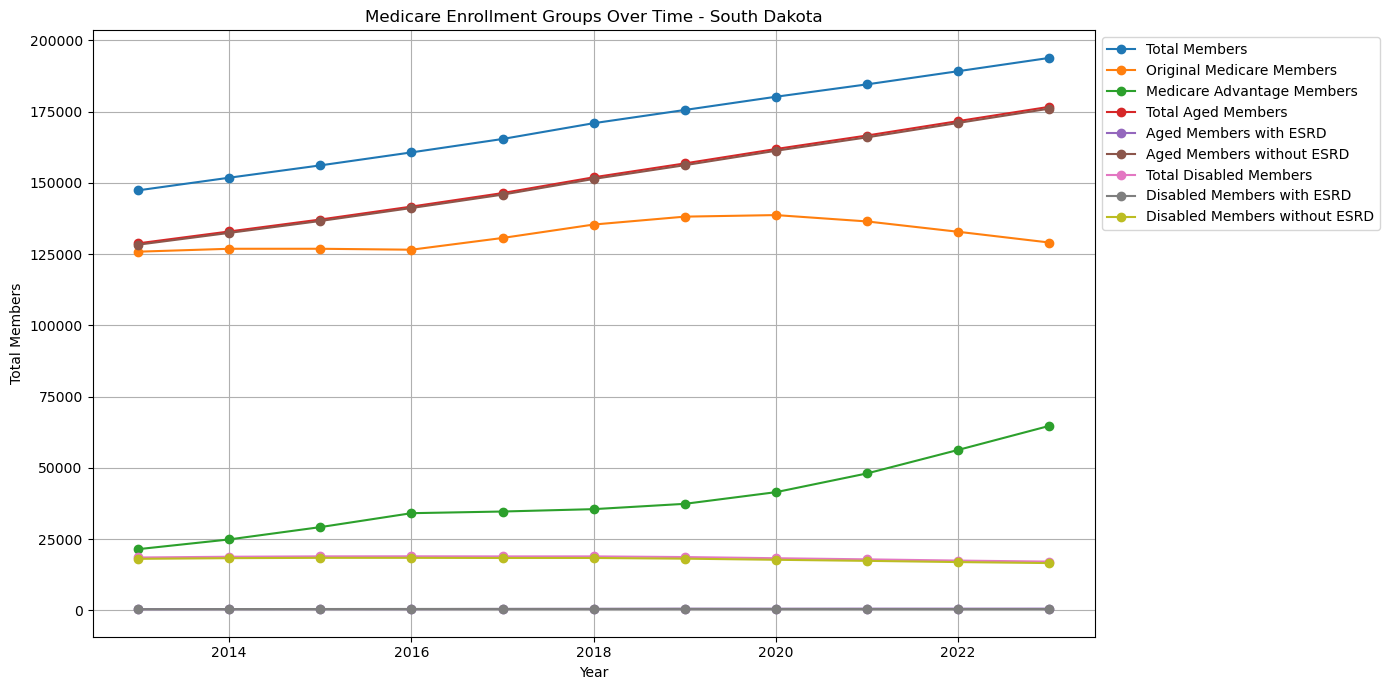 Medicare Enrollment Groups Over Time - South Dakota
200000
175000
150000
125000
100000
75000
50000
25000
0
Total Members
2014
2016
2018
2020
2022
Year
Total Members
Original Medicare Members
Medicare Advantage Members
Total Aged Members
Aged Members with ESRD
Aged Members without ESRD
Total Disabled Members
Disabled Members with ESRD
Disabled Members without ESRD